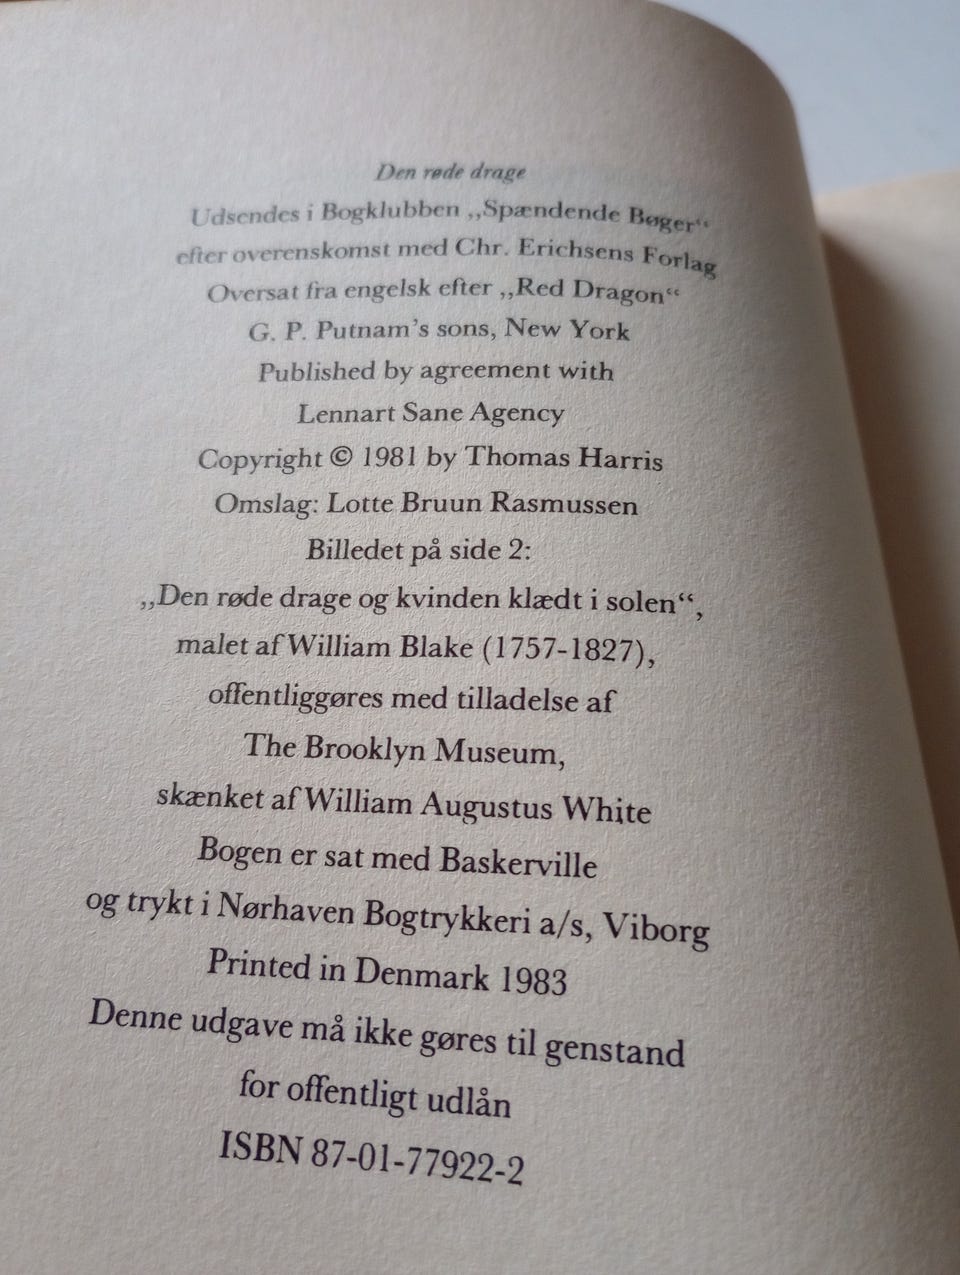 Den røde drage
Udsendes i Bogklubben „Spændende Bøger“
efter overenskomst med Chr. Erichsens Forlag
Oversat fra engelsk efter „Red Dragon“
G. P. Putnam's sons, New York
Published by agreement with
Lennart Sane Agency
Copyright © 1981 by Thomas Harris
Omslag: Lotte Bruun Rasmussen
Billedet på side 2:
„Den røde drage og kvinden klædt i solen“,
malet af William Blake (1757-1827),
offentliggøres med tilladelse af
The Brooklyn Museum,
skænket af William Augustus White
Bogen er sat med Baskerville
og trykt i Nørhaven Bogtrykkeri a/s, Viborg
Printed in Denmark 1983
Denne udgave må ikke gøres til genstand
for offentligt udlån
ISBN 87-01-77922-2